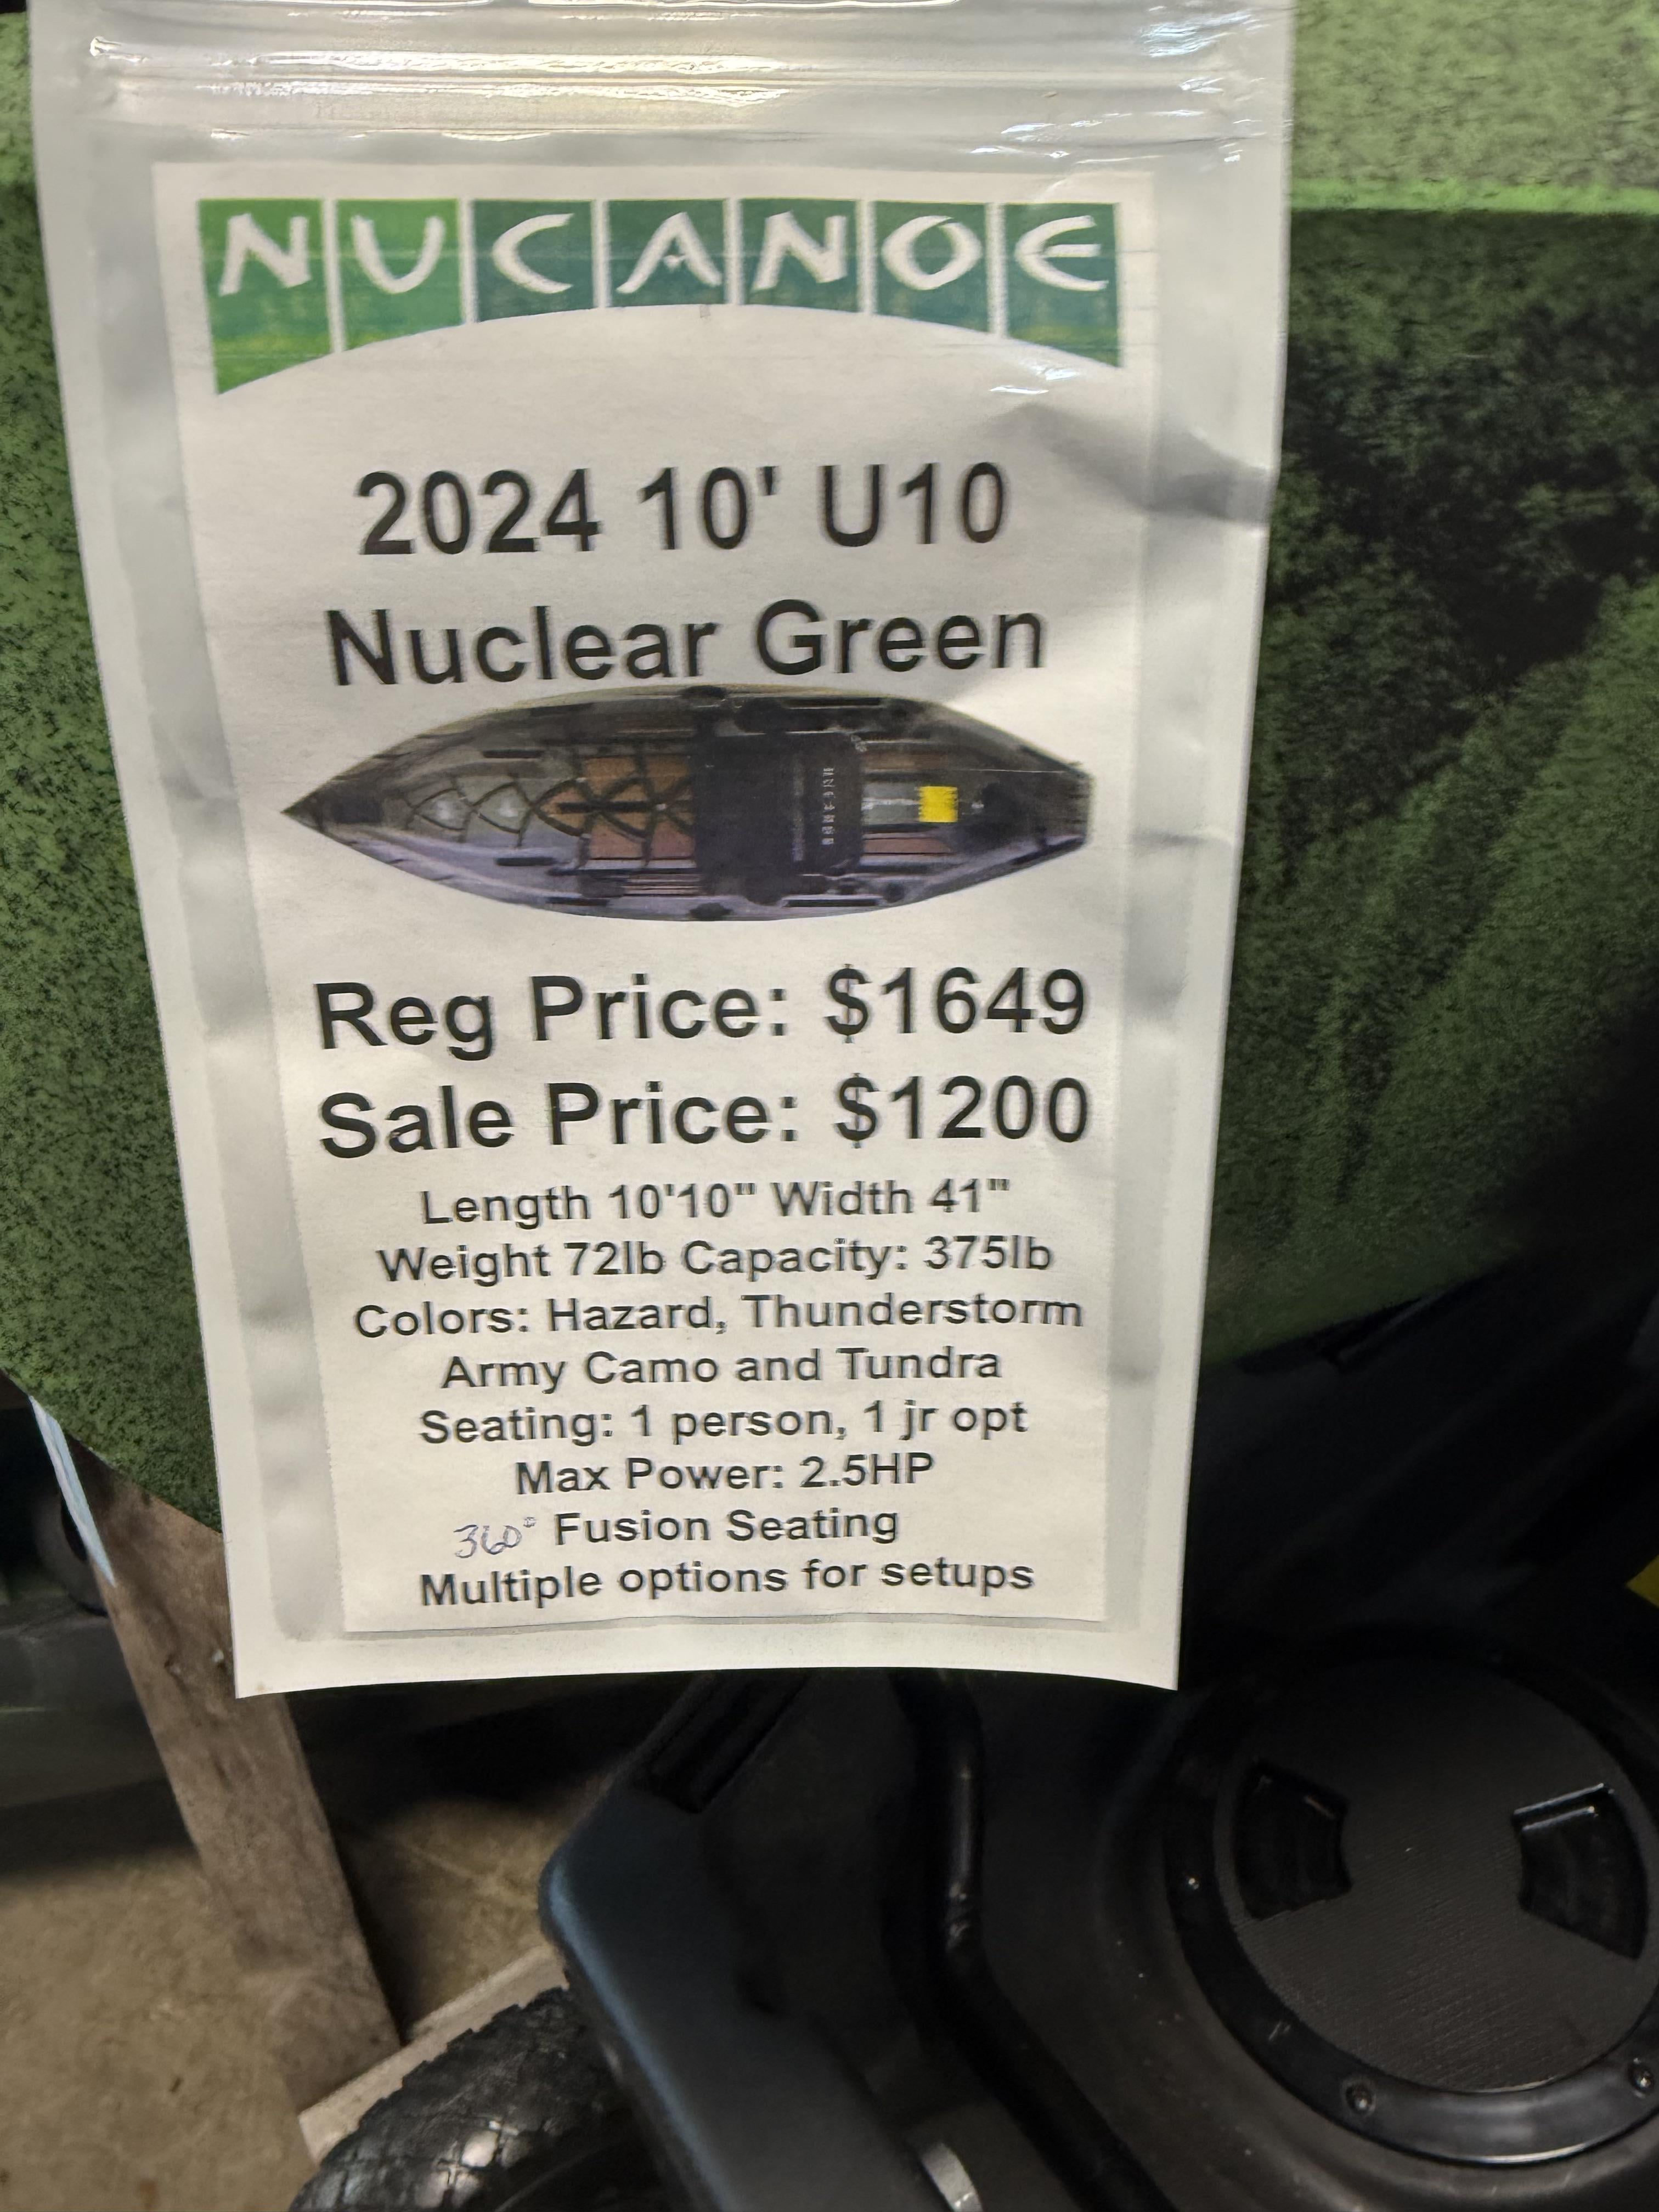 NUCANOE
2024 10' U10
Nuclear Green
Reg Price: $1649
Sale Price: $1200
Length 10'10" Width 41"
Weight 72lb Capacity: 375lb
Colors: Hazard, Thunderstorm
Army Camo and Tundra
Seating: 1 person, 1 jr opt
Max Power: 2.5HP
360° Fusion Seating
Multiple options for setups